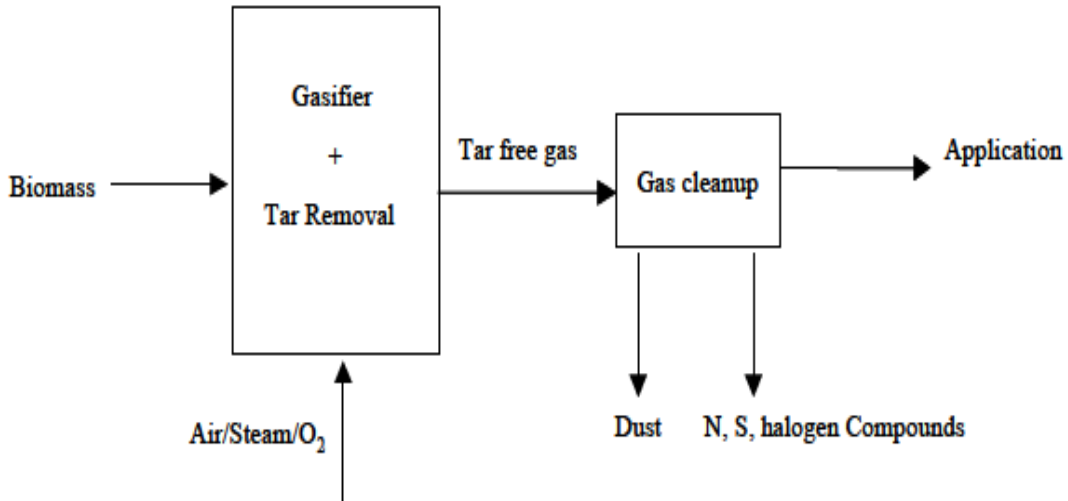 Gasifier
+
Tar Removal
Biomass
Tar free gas
Gas cleanup
Application
Air/Steam/O₂
Dust
N, S, halogen Compounds